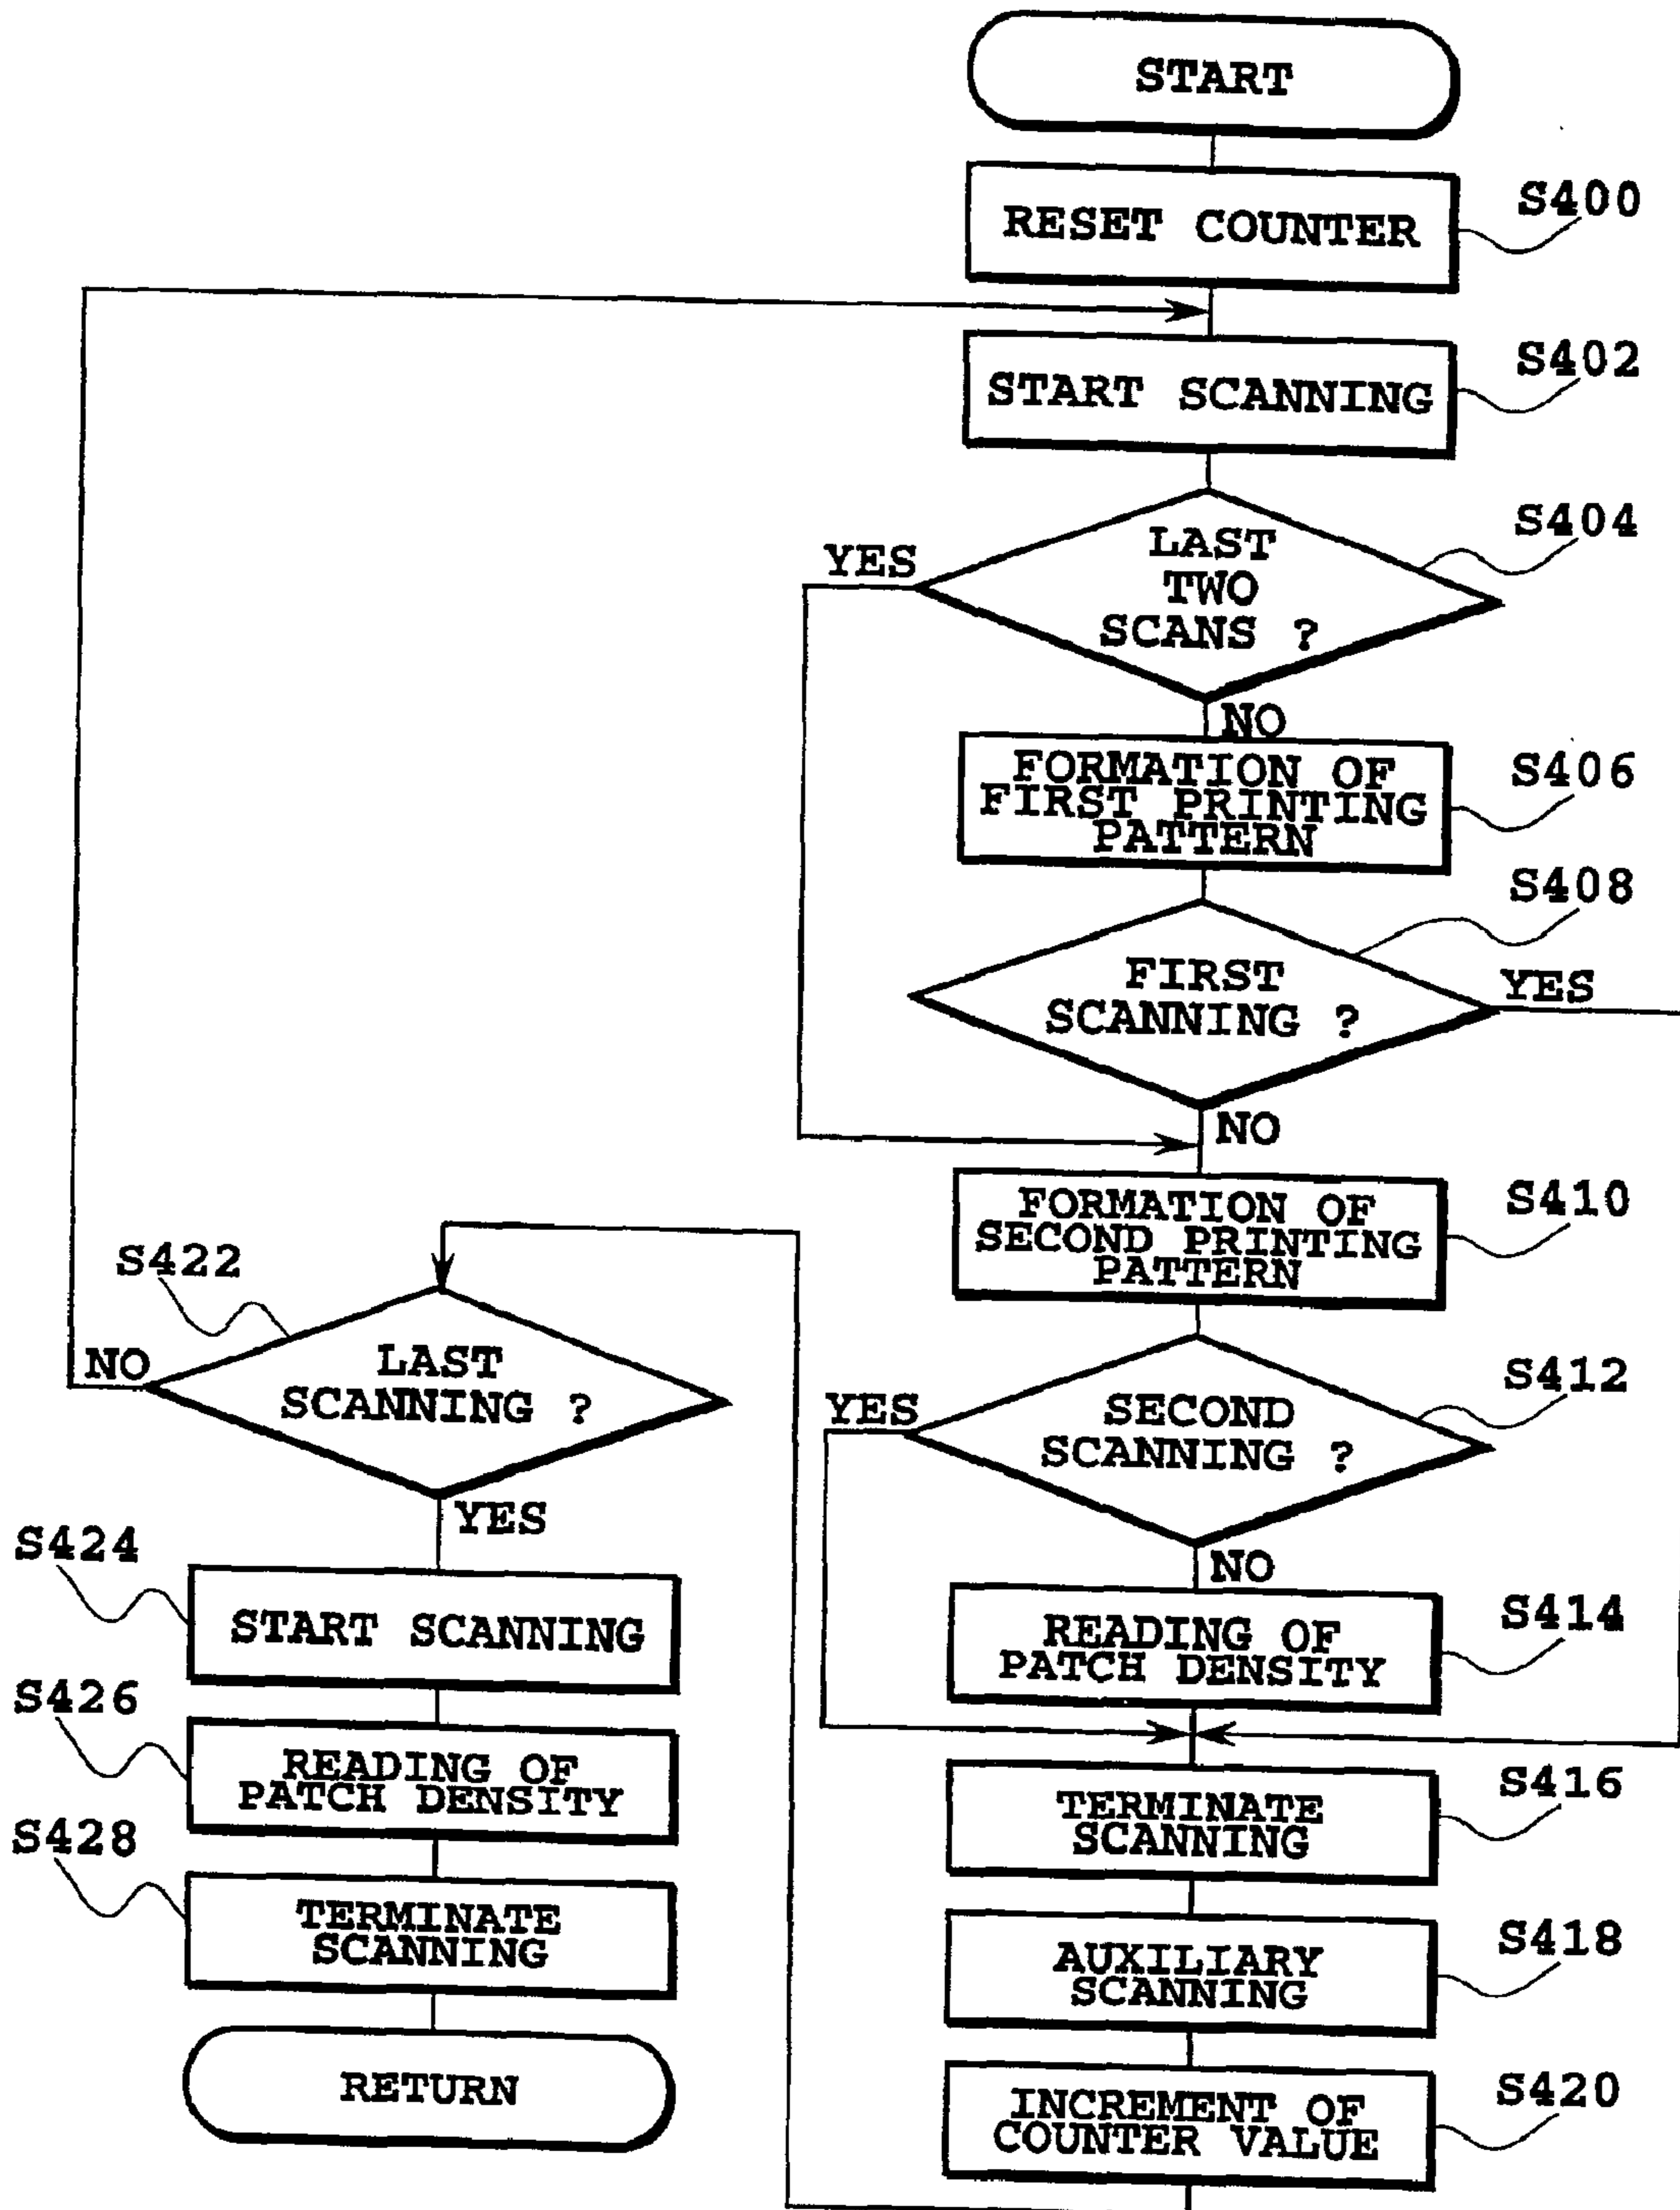 START
RESET COUNTER
S400
START SCANNING
S402
LAST
TWO
SCANS ?
S404
YES
NO
FORMATION OF
FIRST PRINTING
PATTERN
S406
FIRST
SCANNING ?
S408
YES
NO
FORMATION OF
SECOND PRINTING
PATTERN
S410
SECOND
SCANNING ?
S412
YES
NO
READING OF
PATCH DENSITY
S414
TERMINATE
SCANNING
S416
AUXILIARY
SCANNING
S418
INCREMENT OF
COUNTER VALUE
S420
S422
LAST
SCANNING ?
NO
YES
S424
START SCANNING
S426
READING OF
PATCH DENSITY
S428
TERMINATE
SCANNING
RETURN